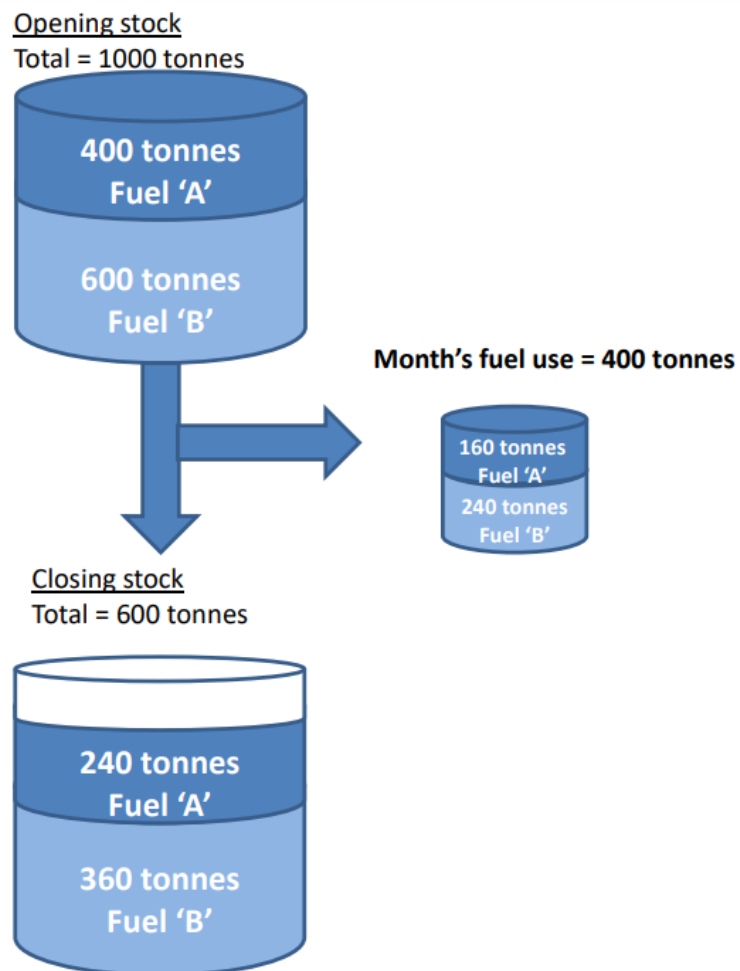 Opening stock
Total = 1000 tonnes
400 tonnes
Fuel ‘A’
600 tonnes
Fuel ‘B’
Month’s fuel use = 400 tonnes
160 tonnes
Fuel ‘A’
240 tonnes
Fuel ‘B’
Closing stock
Total = 600 tonnes
240 tonnes
Fuel ‘A’
360 tonnes
Fuel ‘B’